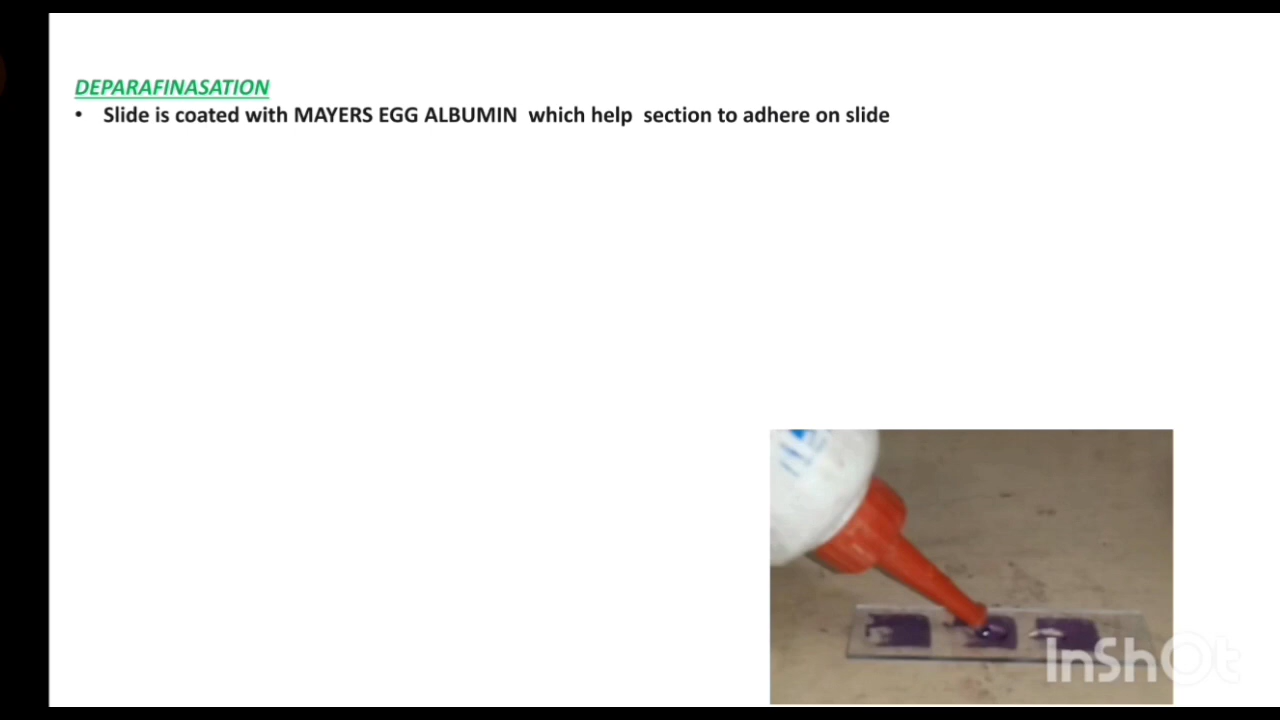 DEPARAFINASATION
• Slide is coated with MAYERS EGG ALBUMIN which help section to adhere on slide
InShOt